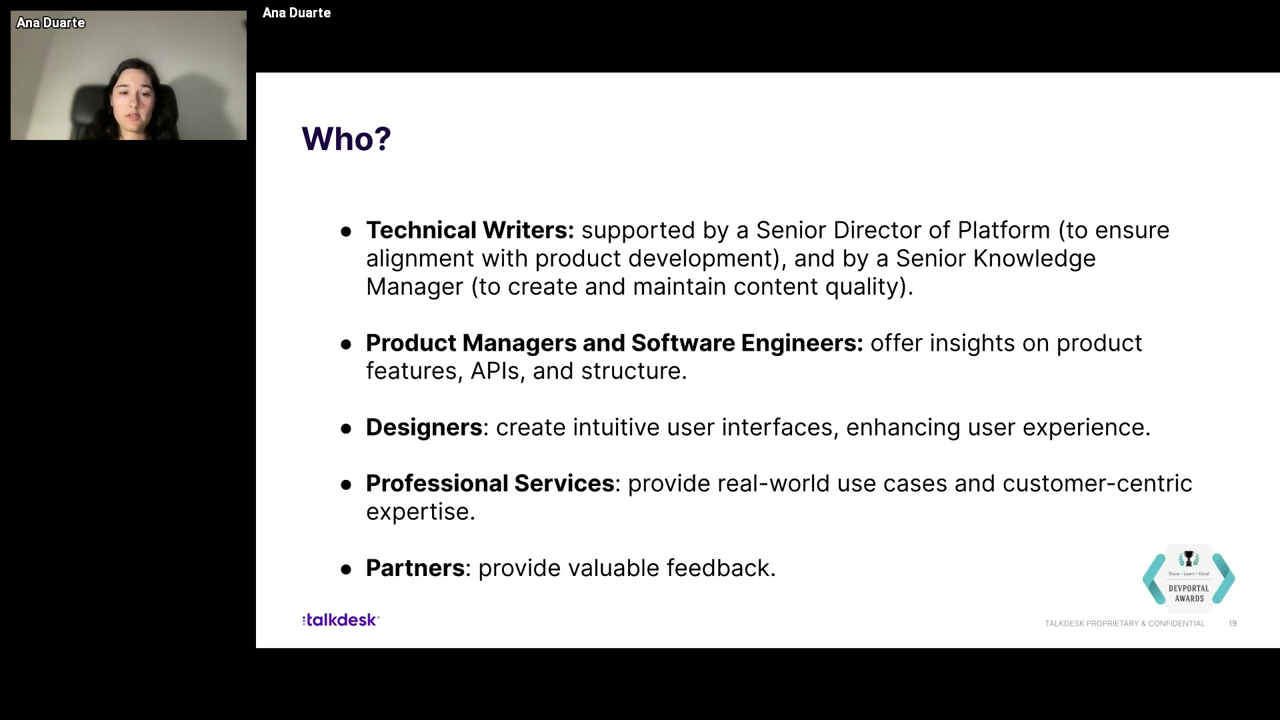 Ana Duarte
Ana Duarte
Who?
● Technical Writers: supported by a Senior Director of Platform (to ensure
alignment with product development), and by a Senior Knowledge
Manager (to create and maintain content quality).
● Product Managers and Software Engineers: offer insights on product
features, APIs, and structure.
● Designers: create intuitive user interfaces, enhancing user experience.
● Professional Services: provide real-world use cases and customer-centric
expertise.
● Partners: provide valuable feedback.
Share • Learn • Excel
DEVPORTAL
AWARDS
:talkdesk
TALKDESK PROPRIETARY & CONFIDENTIAL 19